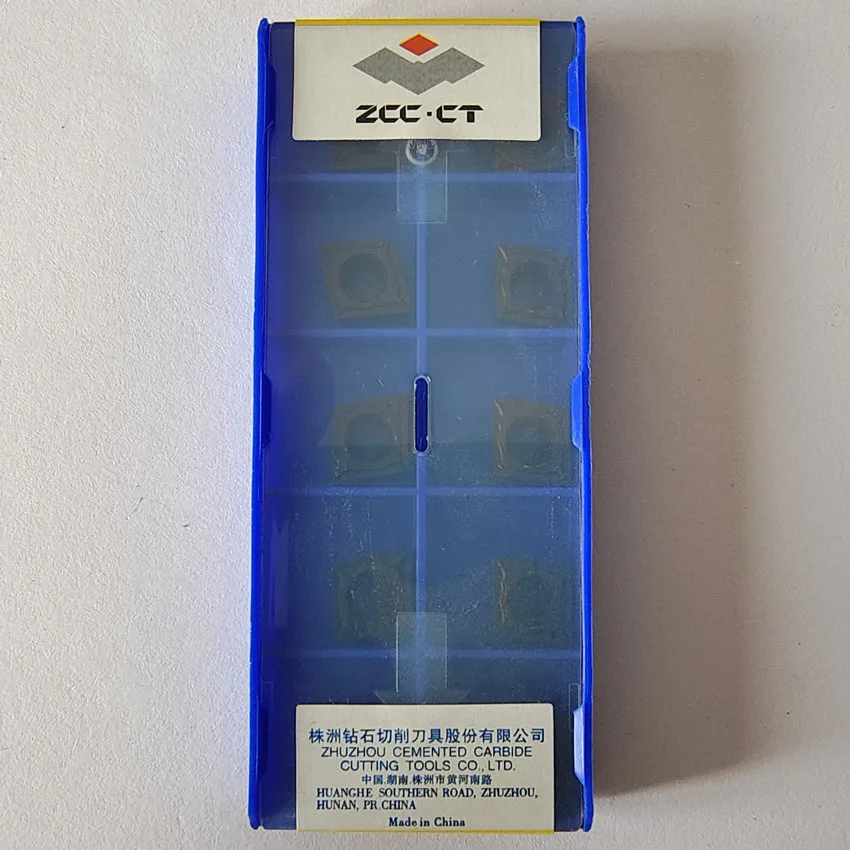 ZCC·CT
株洲钻石切削刀具股份有限公司
ZHUZHOU CEMENTED CARBIDE
CUTTING TOOLS CO.,LTD.
中国.湖南.株洲市黄河南路
HUANGHE SOUTHERN ROAD, ZHUZHOU,
HUNAN, PR.CHINA
Made in China